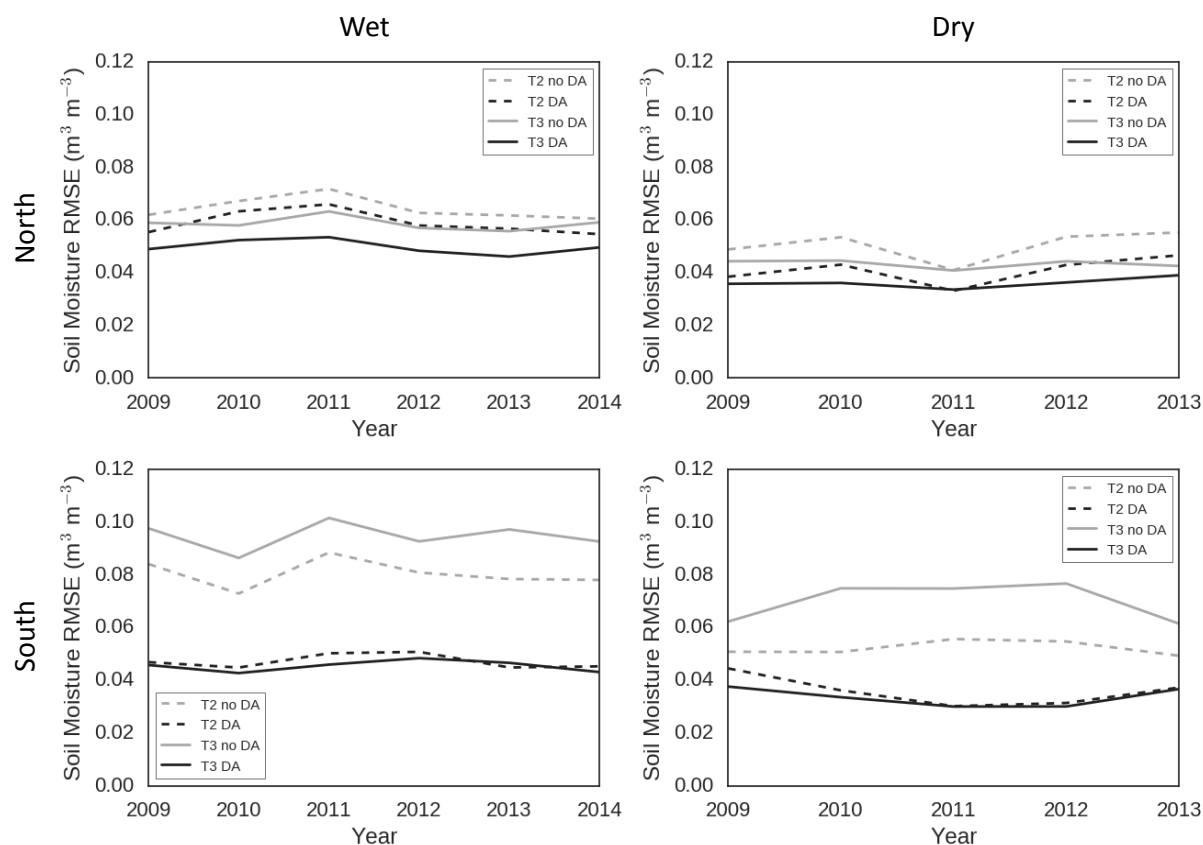 Wet
Dry
North
Soil Moisture RMSE (m³ m⁻³)
0.12
0.10
0.08
0.06
0.04
0.02
0.00
T2 no DA
T2 DA
T3 no DA
T3 DA
2009 2010 2011 2012 2013 2014
Year
Soil Moisture RMSE (m³ m⁻³)
0.12
0.10
0.08
0.06
0.04
0.02
0.00
T2 no DA
T2 DA
T3 no DA
T3 DA
2009 2010 2011 2012 2013
Year
South
Soil Moisture RMSE (m³ m⁻³)
0.12
0.10
0.08
0.06
0.04
0.02
0.00
T2 no DA
T2 DA
T3 no DA
T3 DA
2009 2010 2011 2012 2013 2014
Year
Soil Moisture RMSE (m³ m⁻³)
0.12
0.10
0.08
0.06
0.04
0.02
0.00
T2 no DA
T2 DA
T3 no DA
T3 DA
2009 2010 2011 2012 2013
Year